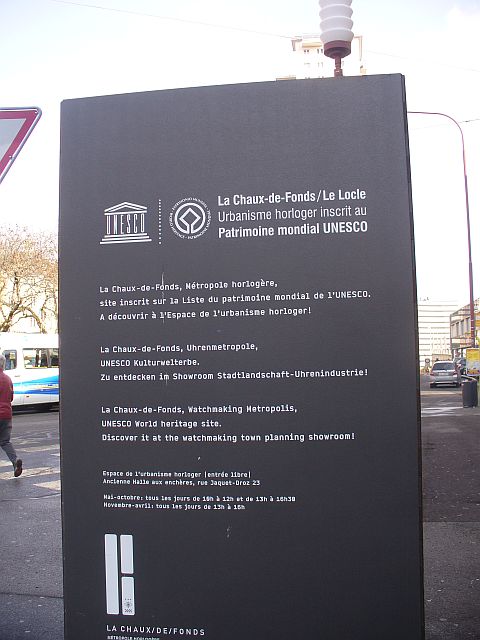 La Chaux-de-Fonds/Le Locle
Urbanisme horloger inscrit au
Patrimoine mondial UNESCO
UNESCO
La Chaux-de-Fonds, Métropole horlogère,
site inscrit sur la Liste du patrimoine mondial de l'UNESCO.
A découvrir à l'Espace de l'urbanisme horloger!
La Chaux-de-Fonds, Uhrenmetropole,
UNESCO Kulturwelterbe.
Zu entdecken im Showroom Stadtlandschaft-Uhrenindustrie!
La Chaux-de-Fonds, Watchmaking Metropolis,
UNESCO World heritage site.
Discover it at the watchmaking town planning showroom!
Espace de l'urbanisme horloger (entrée libre)
Ancienne Halle aux enchères, rue Jaquet-Droz 23
Mai-octobre: tous les jours de 10h à 12h et de 13h à 16h30
Novembre-avril: tous les jours de 13h à 16h
LA CHAUX/DE/FONDS
MÉTROPOLE HORLOGÈRE